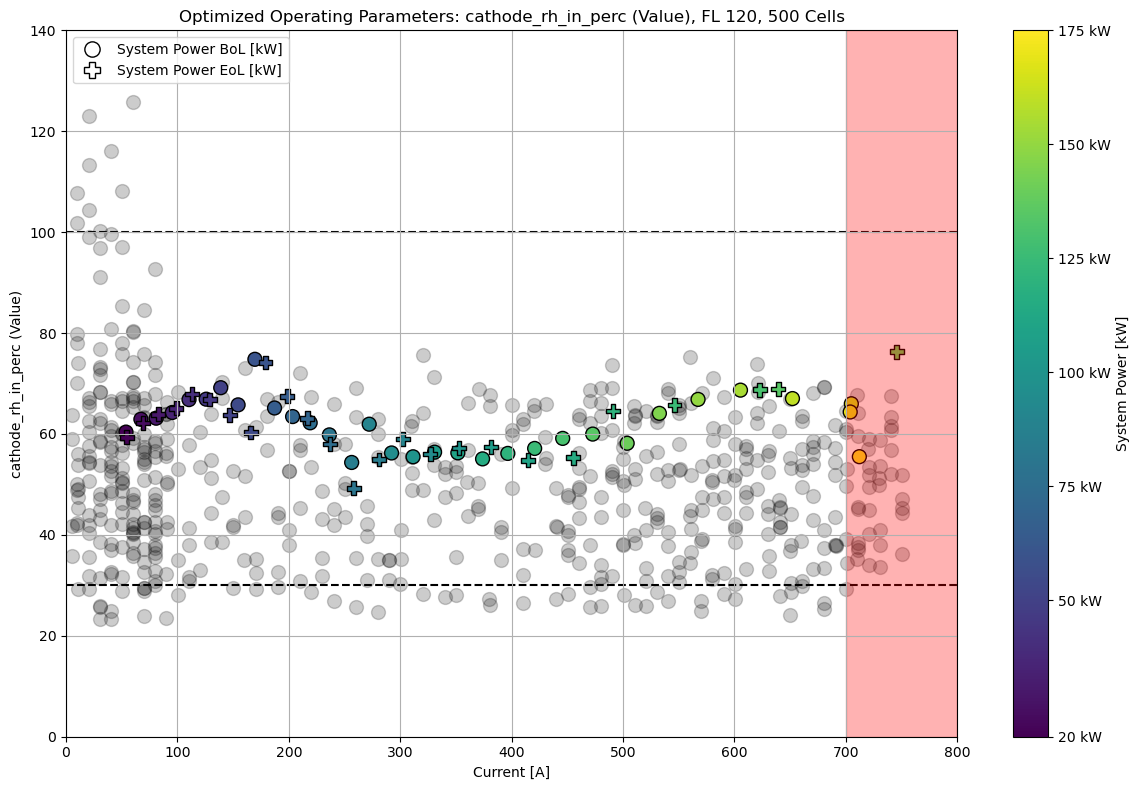 Optimized Operating Parameters: cathode_rh_in_perc (Value), FL 120, 500 Cells
System Power BoL [kW]
System Power EoL [kW]
cathode_rh_in_perc (Value)
140
120
100
80
60
40
20
0
0
100
200
300
400
500
600
700
800
Current [A]
175 kW
150 kW
125 kW
100 kW
75 kW
50 kW
20 kW
System Power [kW]